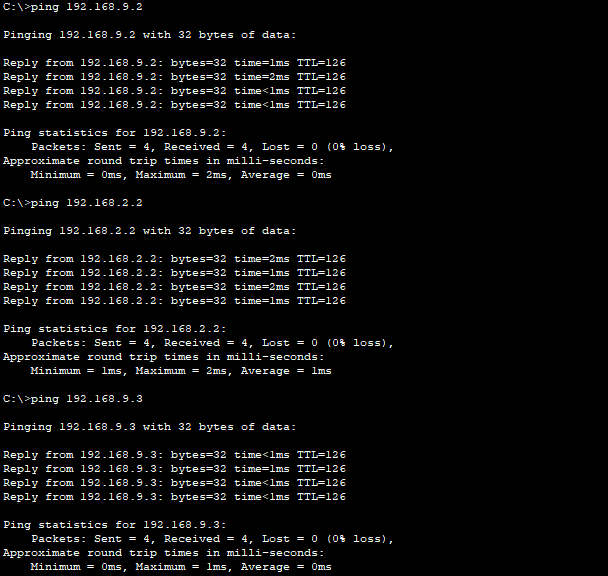 C:\>ping 192.168.9.2
Pinging 192.168.9.2 with 32 bytes of data:
Reply from 192.168.9.2: bytes=32 time=1ms TTL=126
Reply from 192.168.9.2: bytes=32 time=2ms TTL=126
Reply from 192.168.9.2: bytes=32 time<1ms TTL=126
Reply from 192.168.9.2: bytes=32 time<1ms TTL=126
Ping statistics for 192.168.9.2:
    Packets: Sent = 4, Received = 4, Lost = 0 (0% loss),
Approximate round trip times in milli-seconds:
    Minimum = 0ms, Maximum = 2ms, Average = 0ms
C:\>ping 192.168.2.2
Pinging 192.168.2.2 with 32 bytes of data:
Reply from 192.168.2.2: bytes=32 time=2ms TTL=126
Reply from 192.168.2.2: bytes=32 time=1ms TTL=126
Reply from 192.168.2.2: bytes=32 time=2ms TTL=126
Reply from 192.168.2.2: bytes=32 time=1ms TTL=126
Ping statistics for 192.168.2.2:
    Packets: Sent = 4, Received = 4, Lost = 0 (0% loss),
Approximate round trip times in milli-seconds:
    Minimum = 1ms, Maximum = 2ms, Average = 1ms
C:\>ping 192.168.9.3
Pinging 192.168.9.3 with 32 bytes of data:
Reply from 192.168.9.3: bytes=32 time<1ms TTL=126
Reply from 192.168.9.3: bytes=32 time=1ms TTL=126
Reply from 192.168.9.3: bytes=32 time<1ms TTL=126
Reply from 192.168.9.3: bytes=32 time<1ms TTL=126
Ping statistics for 192.168.9.3:
    Packets: Sent = 4, Received = 4, Lost = 0 (0% loss),
Approximate round trip times in milli-seconds:
    Minimum = 0ms, Maximum = 1ms, Average = 0ms